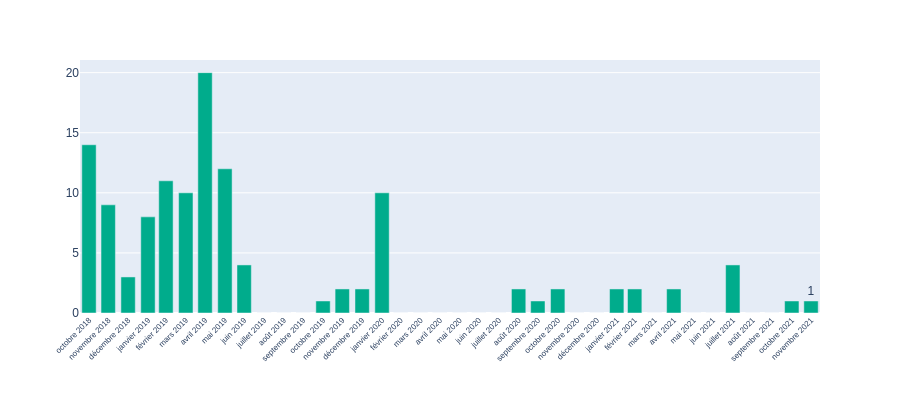 20
15
10
5
0
1
octobre 2018
novembre 2018
décembre 2018
janvier 2019
février 2019
mars 2019
avril 2019
mai 2019
juin 2019
juillet 2019
août 2019
septembre 2019
octobre 2019
novembre 2019
décembre 2019
janvier 2020
février 2020
mars 2020
avril 2020
mai 2020
juin 2020
juillet 2020
août 2020
septembre 2020
octobre 2020
novembre 2020
décembre 2020
janvier 2021
février 2021
mars 2021
avril 2021
mai 2021
juin 2021
juillet 2021
août 2021
septembre 2021
octobre 2021
novembre 2021